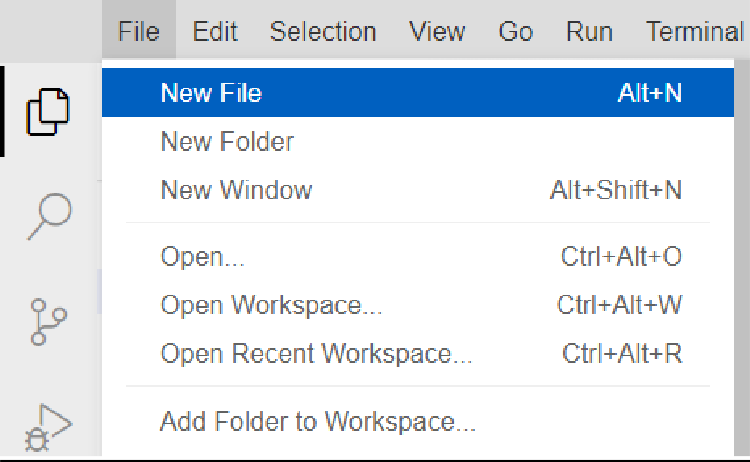 File Edit Selection View Go Run Terminal
New File Alt+N
New Folder
New Window Alt+Shift+N
Open... Ctrl+Alt+O
Open Workspace... Ctrl+Alt+W
Open Recent Workspace... Ctrl+Alt+R
Add Folder to Workspace...